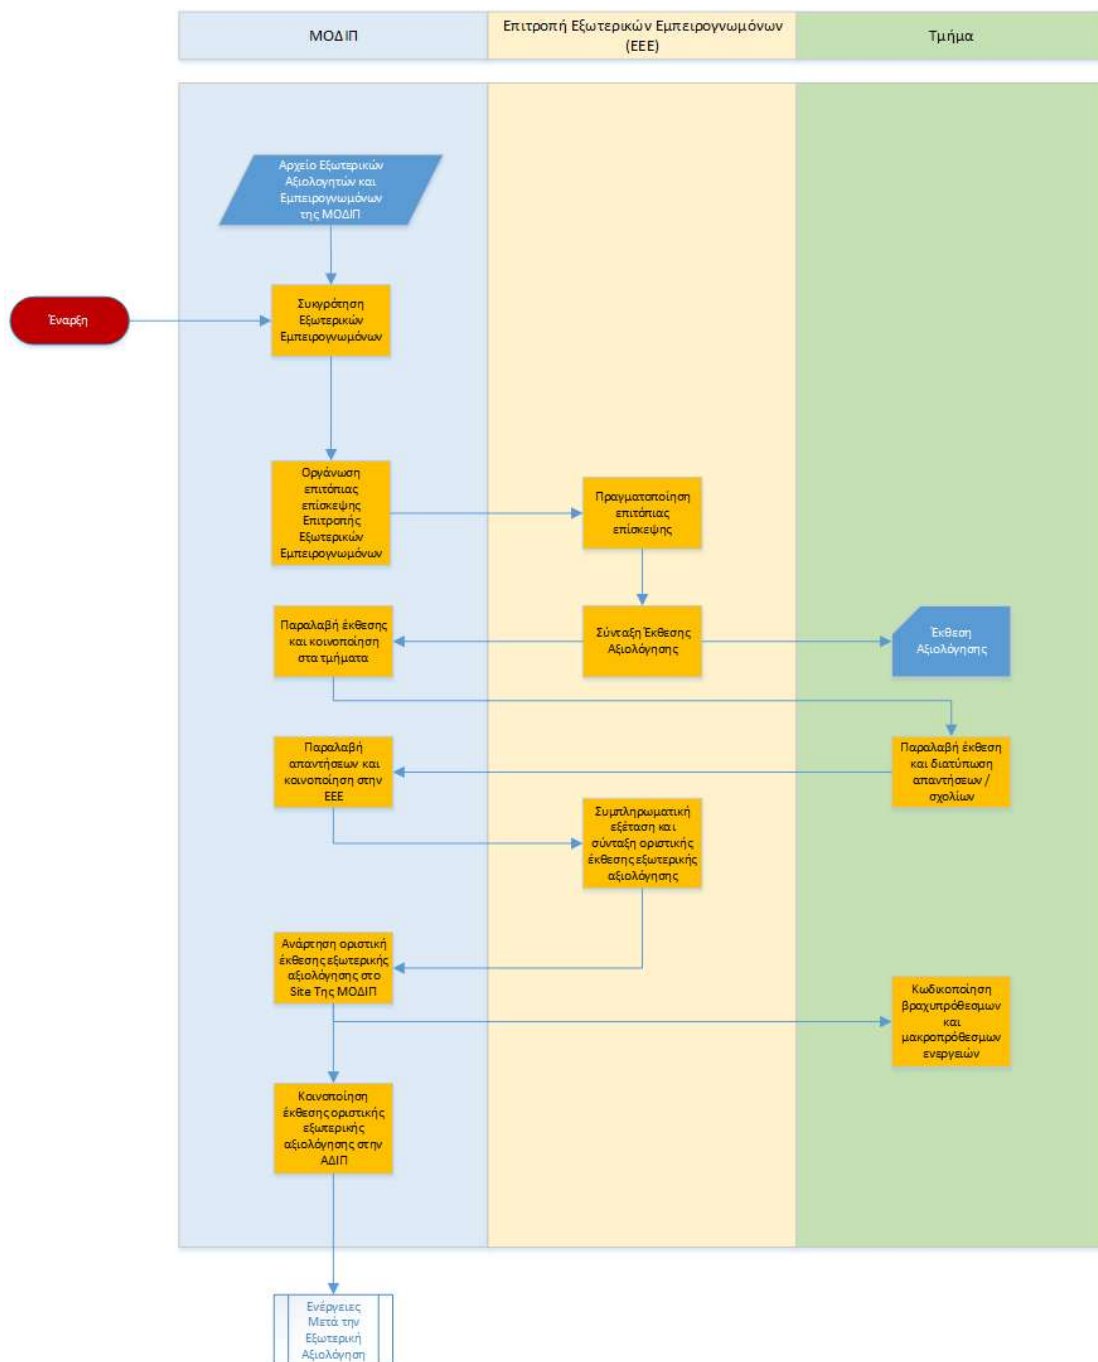 ΜΟΔΙΠ
Επιτροπή Εξωτερικών Εμπειρογνωμόνων
(ΕΕΕ)
Τμήμα
Αρχείο Εξωτερικών
Αξιολογητών και
Εμπειρογνωμόνων
της ΜΟΔΙΠ
Έναρξη
Συκγρότηση
Εξωτερικών
Εμπειρογνωμόνων
Οργάνωση
επιτόπιας
επίσκεψης
Επιτροπής
Εξωτερικών
Εμπειρογνωμόνων
Πραγματοποίηση
επιτόπιας
επίσκεψης
Παραλαβή έκθεσης
και κοινοποίηση
στα τμήματα
Σύνταξη Έκθεσης
Αξιολόγησης
Έκθεση
Αξιολόγησης
Παραλαβή
απαντήσεων και
κοινοποίηση στην
ΕΕΕ
Παραλαβή έκθεση
και διατύπωση
απαντήσεων /
σχολίων
Συμπληρωματική
εξέταση και
σύνταξη οριστικής
έκθεσης εξωτερικής
αξιολόγησης
Ανάρτηση οριστική
έκθεσης εξωτερικής
αξιολόγησης στο
Site Της ΜΟΔΙΠ
Κωδικοποίηση
βραχυπρόθεσμων
και
μακροπρόθεσμων
ενεργειών
Κοινοποίηση
έκθεσης οριστικής
εξωτερικής
αξιολόγησης στην
ΑΔΙΠ
Ενέργειες
Μετά την
Εξωτερική
Αξιολόγηση